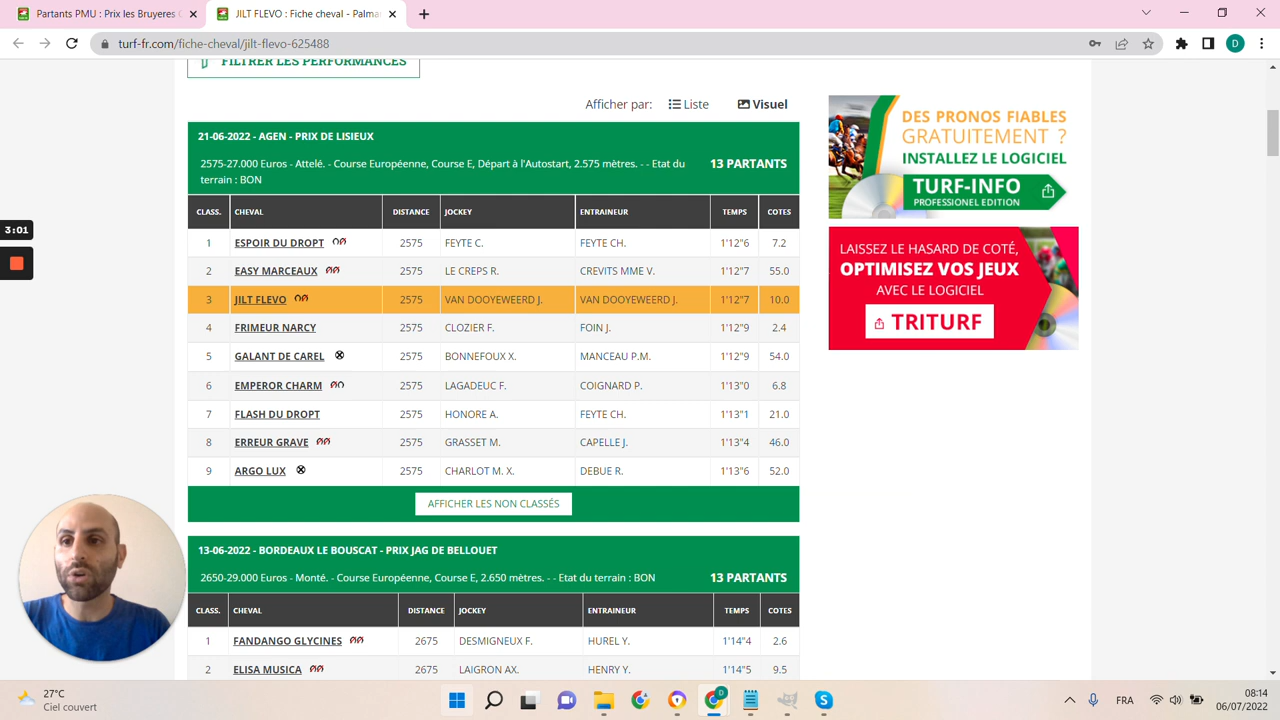 Partants PMU : Prix les Bruyeres
JILT FLEVO : Fiche cheval - Palma
turf-fr.com/fiche-cheval/jilt-flevo-625488
D
FILTRER LES PERFORMANCES
Afficher par: Liste Visuel
21-06-2022 - AGEN - PRIX DE LISIEUX
2575-27.000 Euros - Attelé. - Course Européenne, Course E, Départ à l'Autostart, 2.575 mètres. - - Etat du
terrain : BON
13 PARTANTS
CLASS. CHEVAL DISTANCE JOCKEY ENTRAINEUR TEMPS COTES
1 ESPOIR DU DROPT 2575 FEYTE C. FEYTE CH. 1'12"6 7.2
2 EASY MARCEAUX 2575 LE CREPS R. CREVITS MME V. 1'12"7 55.0
3 JILT FLEVO 2575 VAN DOOYEWEERD J. VAN DOOYEWEERD J. 1'12"7 10.0
4 FRIMEUR NARCY 2575 CLOZIER F. FOIN J. 1'12"9 2.4
5 GALANT DE CAREL 2575 BONNEFOUX X. MANCEAU P.M. 1'12"9 54.0
6 EMPEROR CHARM 2575 LAGADEUC F. COIGNARD P. 1'13"0 6.8
7 FLASH DU DROPT 2575 HONORE A. FEYTE CH. 1'13"1 21.0
8 ERREUR GRAVE 2575 GRASSET M. CAPELLE J. 1'13"4 46.0
9 ARGO LUX 2575 CHARLOT M. X. DEBUE R. 1'13"6 52.0
AFFICHER LES NON CLASSÉS
13-06-2022 - BORDEAUX LE BOUSCAT - PRIX JAG DE BELLOUET
2650-29.000 Euros - Monté. - Course Européenne, Course E, 2.650 mètres. - - Etat du terrain : BON
13 PARTANTS
CLASS. CHEVAL DISTANCE JOCKEY ENTRAINEUR TEMPS COTES
1 FANDANGO GLYCINES 2675 DESMIGNEUX F. HUREL Y. 1'14"4 2.6
2 ELISA MUSICA 2675 LAIGRON AX. HENRY Y. 1'14"5 9.5
DES PRONOS FIABLES
GRATUITEMENT ?
INSTALLEZ LE LOGICIEL
TURF-INFO
PROFESSIONEL EDITION
LAISSEZ LE HASARD DE COTÉ,
OPTIMISEZ VOS JEUX
AVEC LE LOGICIEL
TRITURF
3:01
27°C
Ciel couvert
D
FRA
08:14
06/07/2022